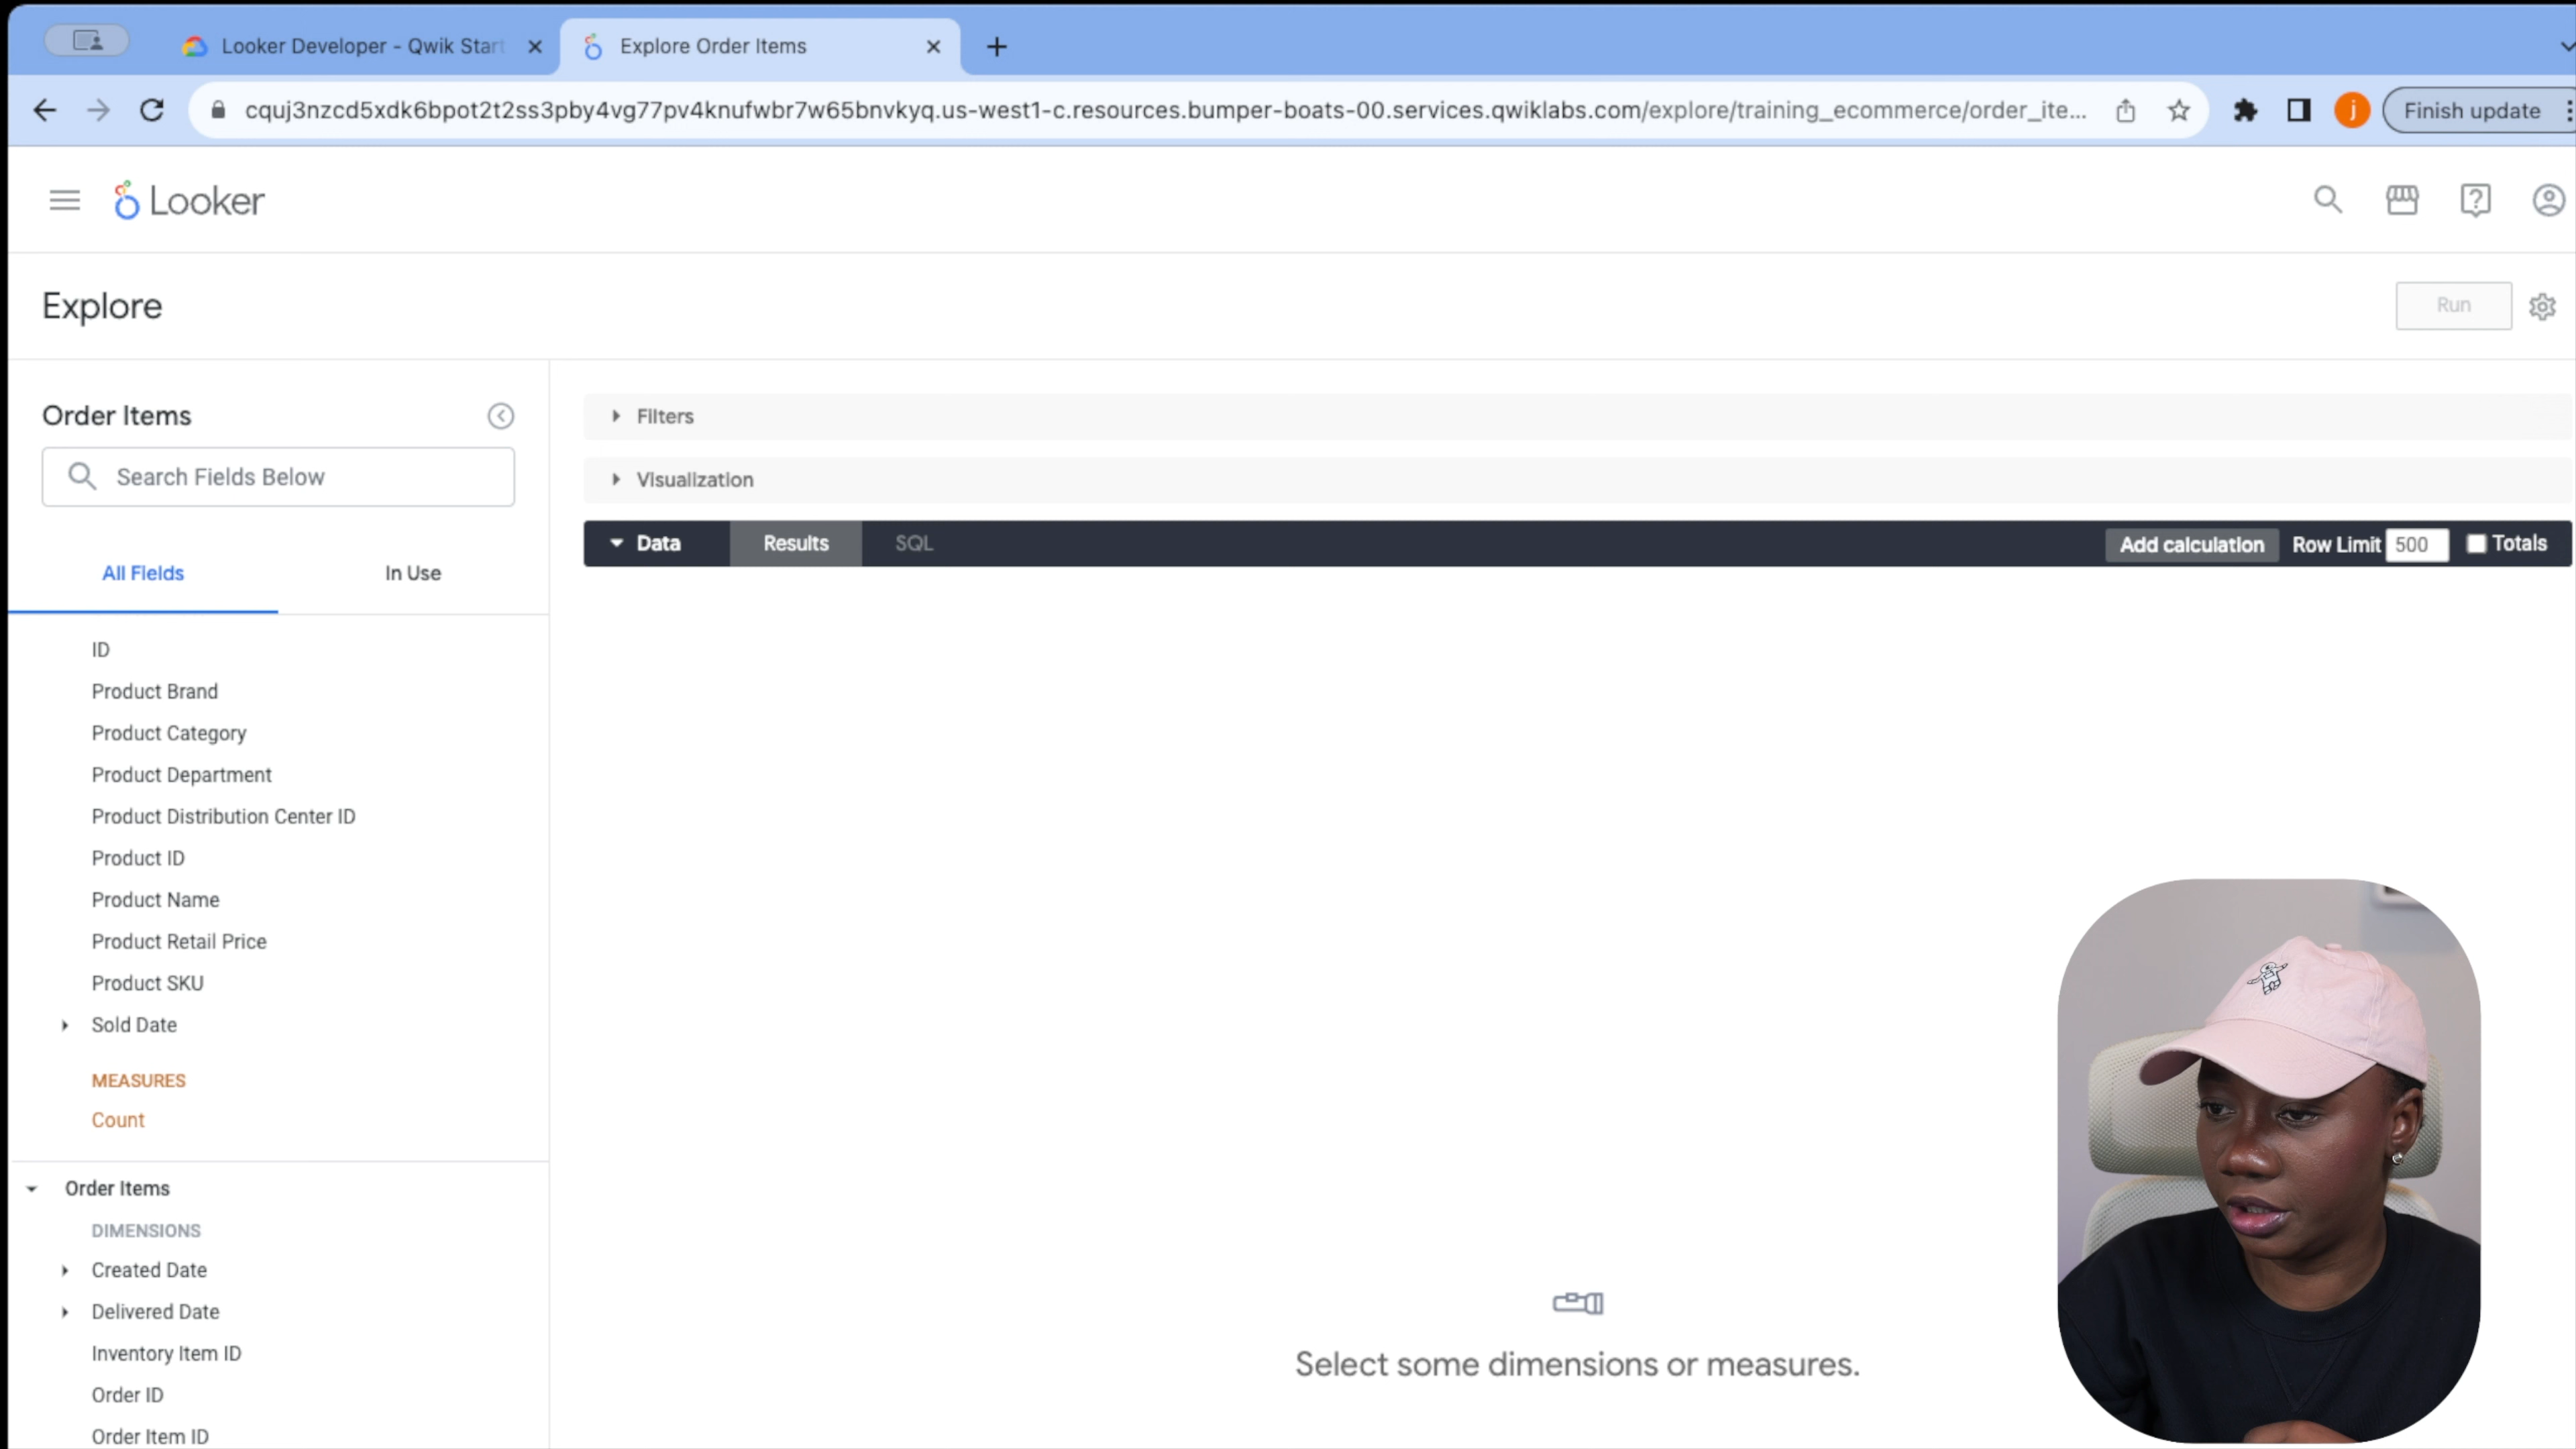 Looker Developer - Qwik Start
Explore Order Items
cquj3nzcd5xdk6bpot2t2ss3pby4vg77pv4knufwbr7w65bnvkyq.us-west1-c.resources.bumper-boats-00.services.qwiklabs.com/explore/training_ecommerce/order_ite...
j
Finish update
Looker
Explore
Run
Order Items
Search Fields Below
All Fields
In Use
ID
Product Brand
Product Category
Product Department
Product Distribution Center ID
Product ID
Product Name
Product Retail Price
Product SKU
Sold Date
MEASURES
Count
Order Items
DIMENSIONS
Created Date
Delivered Date
Inventory Item ID
Order ID
Order Item ID
Filters
Visualization
Data
Results
SQL
Add calculation
Row Limit
500
Totals
Select some dimensions or measures.